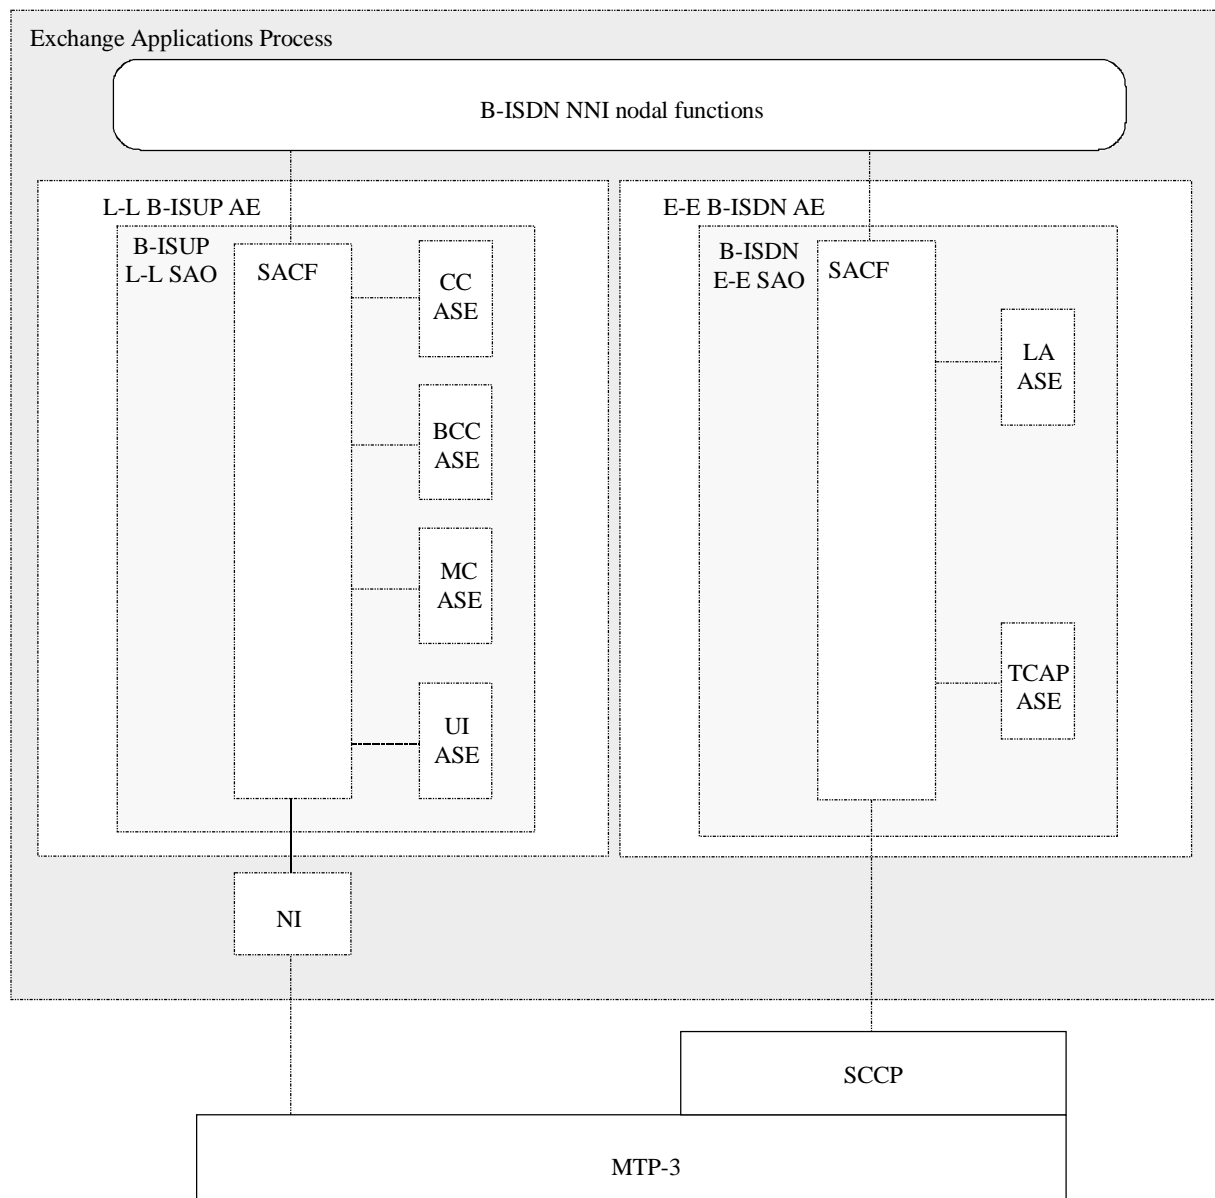 Exchange Applications Process
B-ISDN NNI nodal functions
L-L B-ISUP AE
B-ISUP
L-L SAO
SACF
CC
ASE
BCC
ASE
MC
ASE
UI
ASE
NI
E-E B-ISDN AE
B-ISDN
E-E SAO
SACF
LA
ASE
TCAP
ASE
SCCP
MTP-3